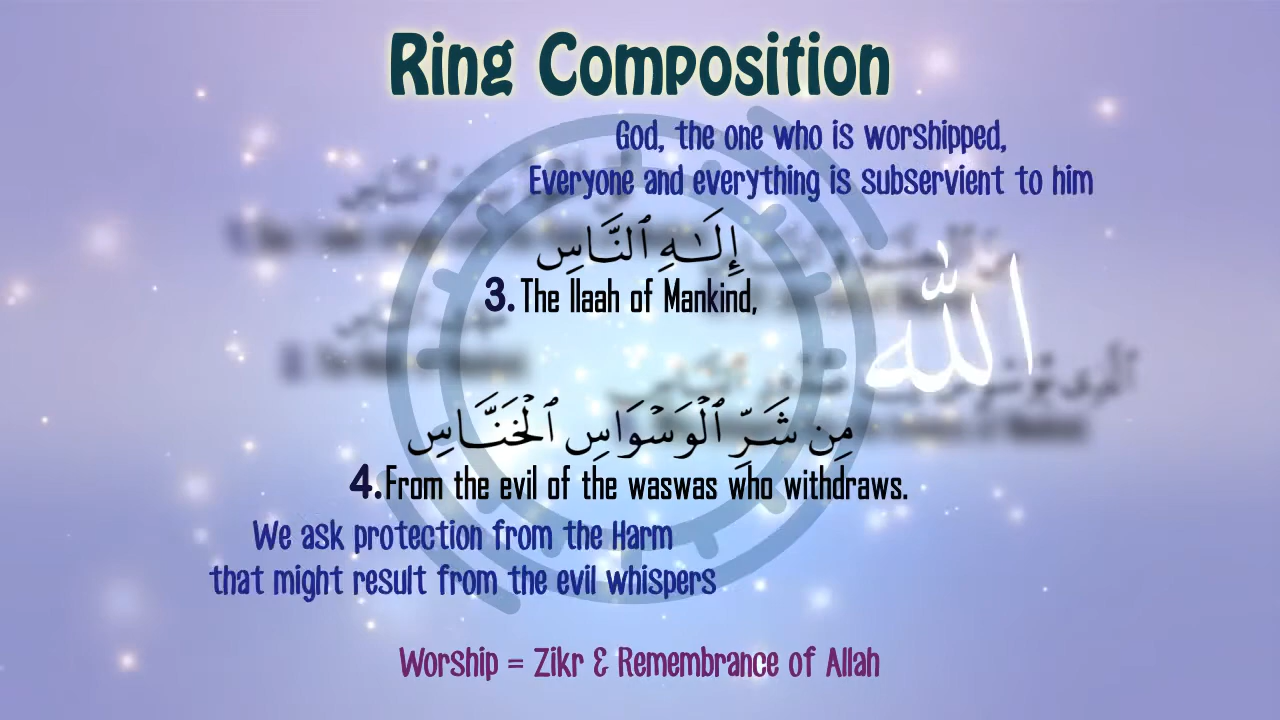 Ring Composition
God, the one who is worshipped,
Everyone and everything is subservient to him
إِلَـٰهِ ٱلنَّاسِ
3. The Ilaah of Mankind,
الله
مِن شَرِّ ٱلْوَسْوَاسِ ٱلْخَنَّاسِ
4. From the evil of the waswas who withdraws.
We ask protection from the Harm
that might result from the evil whispers
Worship = Zikr & Remembrance of Allah